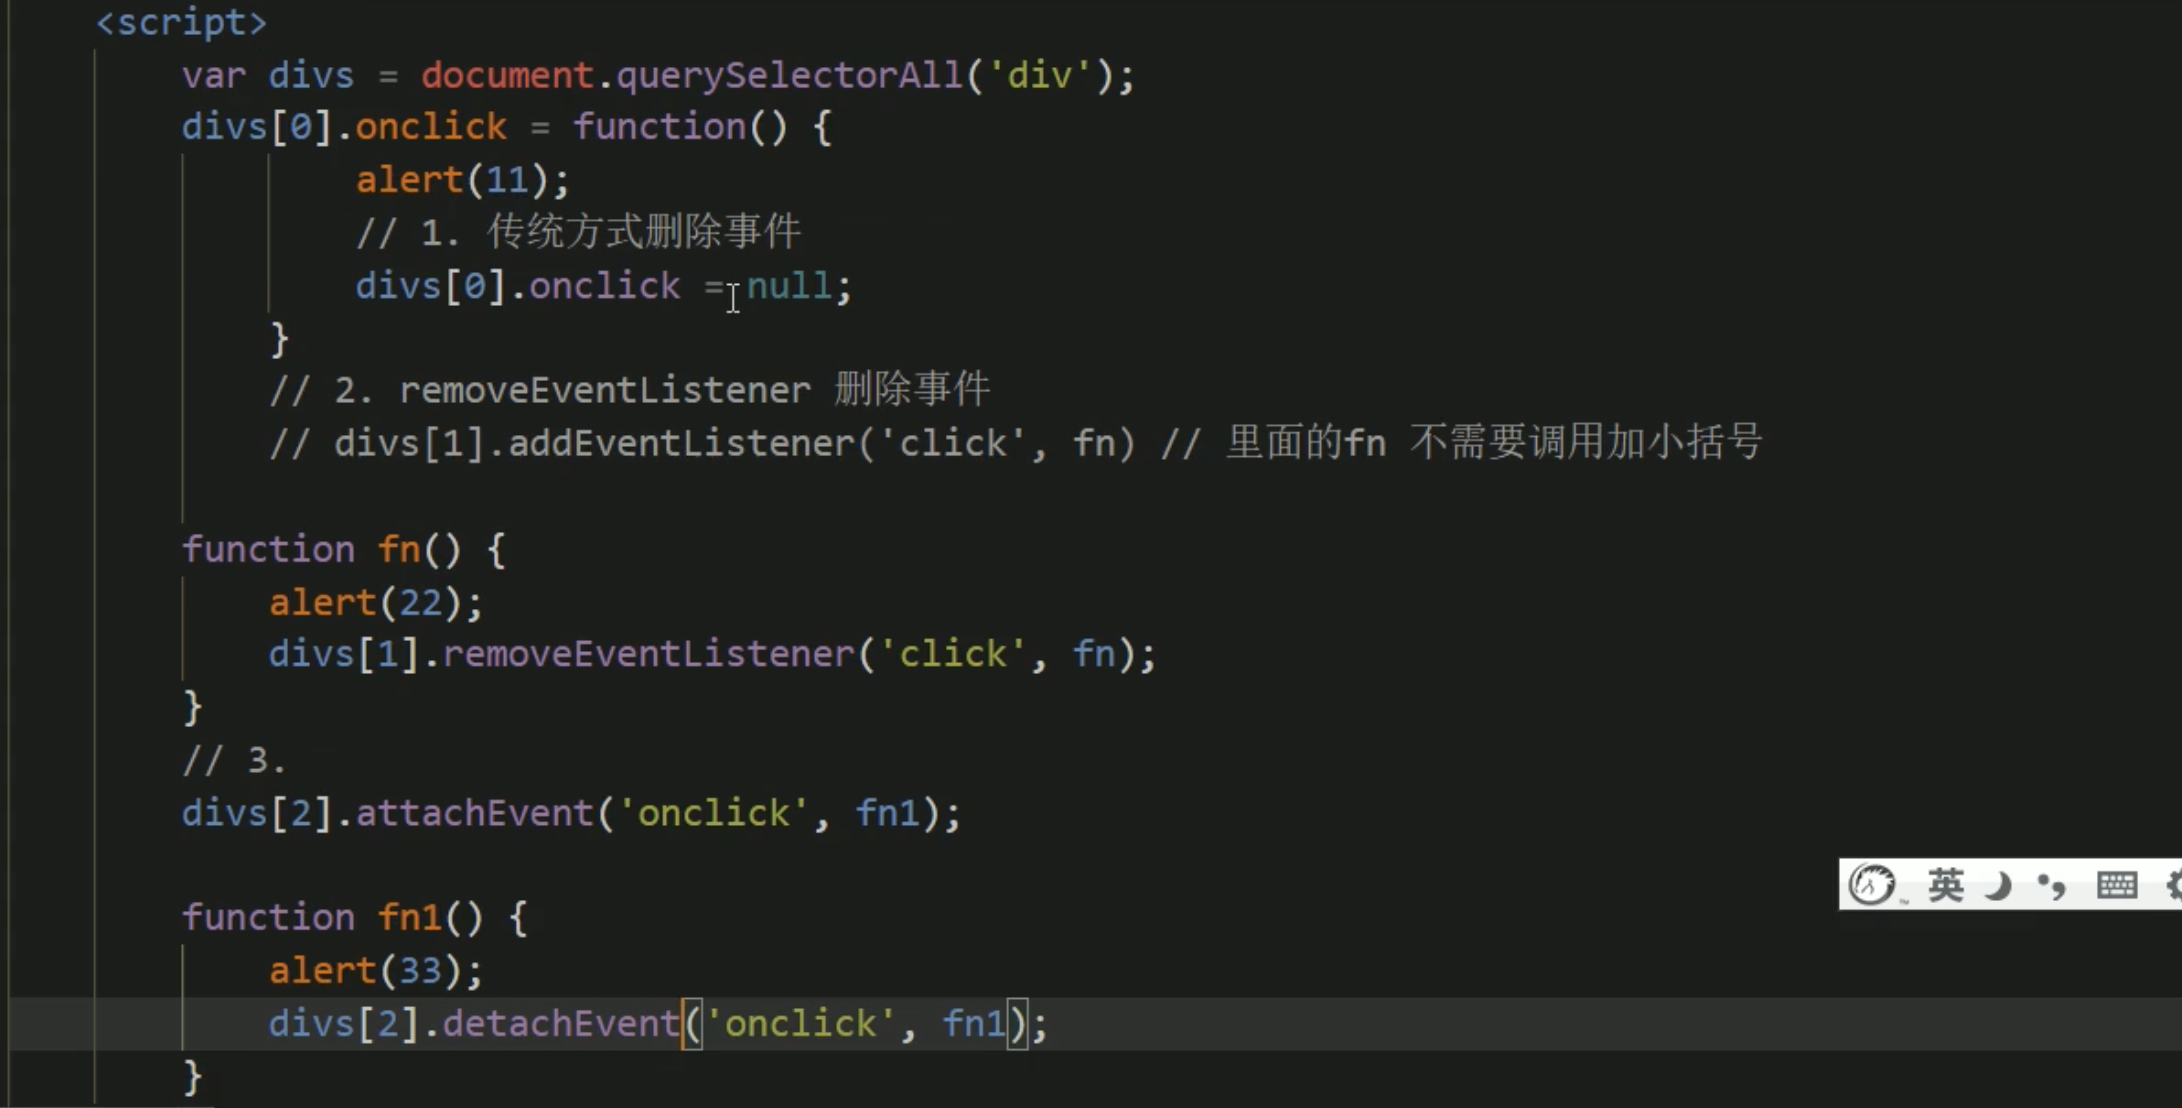 <script>
var divs = document.querySelectorAll('div');
divs[0].onclick = function() {
alert(11);
// 1. 传统方式删除事件
divs[0].onclick = null;
}
// 2. removeEventListener 删除事件
// divs[1].addEventListener('click', fn) // 里面的fn 不需要调用加小括号
function fn() {
alert(22);
divs[1].removeEventListener('click', fn);
}
// 3.
divs[2].attachEvent('onclick', fn1);
英
function fn1() {
alert(33);
divs[2].detachEvent('onclick', fn1);
}